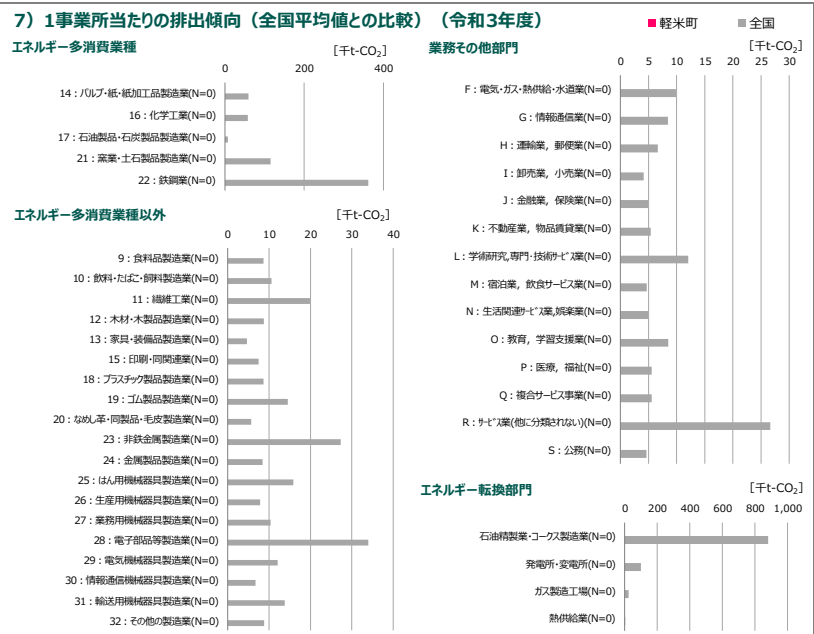 7）1事業所当たりの排出傾向（全国平均値との比較）（令和3年度）
■軽米町 ■全国
エネルギー多消費業種
[千t-CO₂]
0 200 400
14：パルプ・紙・紙加工品製造業(N=0)
16：化学工業(N=0)
17：石油製品・石炭製品製造業(N=0)
21：窯業・土石製品製造業(N=0)
22：鉄鋼業(N=0)
エネルギー多消費業種以外
[千t-CO₂]
0 10 20 30 40
9：食料品製造業(N=0)
10：飲料・たばこ・飼料製造業(N=0)
11：繊維工業(N=0)
12：木材・木製品製造業(N=0)
13：家具・装備品製造業(N=0)
15：印刷・同関連業(N=0)
18：プラスチック製品製造業(N=0)
19：ゴム製品製造業(N=0)
20：なめし革・同製品・毛皮製造業(N=0)
23：非鉄金属製造業(N=0)
24：金属製品製造業(N=0)
25：はん用機械器具製造業(N=0)
26：生産用機械器具製造業(N=0)
27：業務用機械器具製造業(N=0)
28：電子部品等製造業(N=0)
29：電気機械器具製造業(N=0)
30：情報通信機械器具製造業(N=0)
31：輸送用機械器具製造業(N=0)
32：その他の製造業(N=0)
業務その他部門
[千t-CO₂]
0 5 10 15 20 25 30
F：電気・ガス・熱供給・水道業(N=0)
G：情報通信業(N=0)
H：運輸業，郵便業(N=0)
I：卸売業，小売業(N=0)
J：金融業，保険業(N=0)
K：不動産業，物品賃貸業(N=0)
L：学術研究,専門・技術ｻｰﾋﾞｽ業(N=0)
M：宿泊業，飲食サービス業(N=0)
N：生活関連ｻｰﾋﾞｽ業,娯楽業(N=0)
O：教育，学習支援業(N=0)
P：医療，福祉(N=0)
Q：複合サービス事業(N=0)
R：ｻｰﾋﾞｽ業(他に分類されない)(N=0)
S：公務(N=0)
エネルギー転換部門
[千t-CO₂]
0 200 400 600 800 1,000
石油精製業・コークス製造業(N=0)
発電所・変電所(N=0)
ガス製造工場(N=0)
熱供給業(N=0)